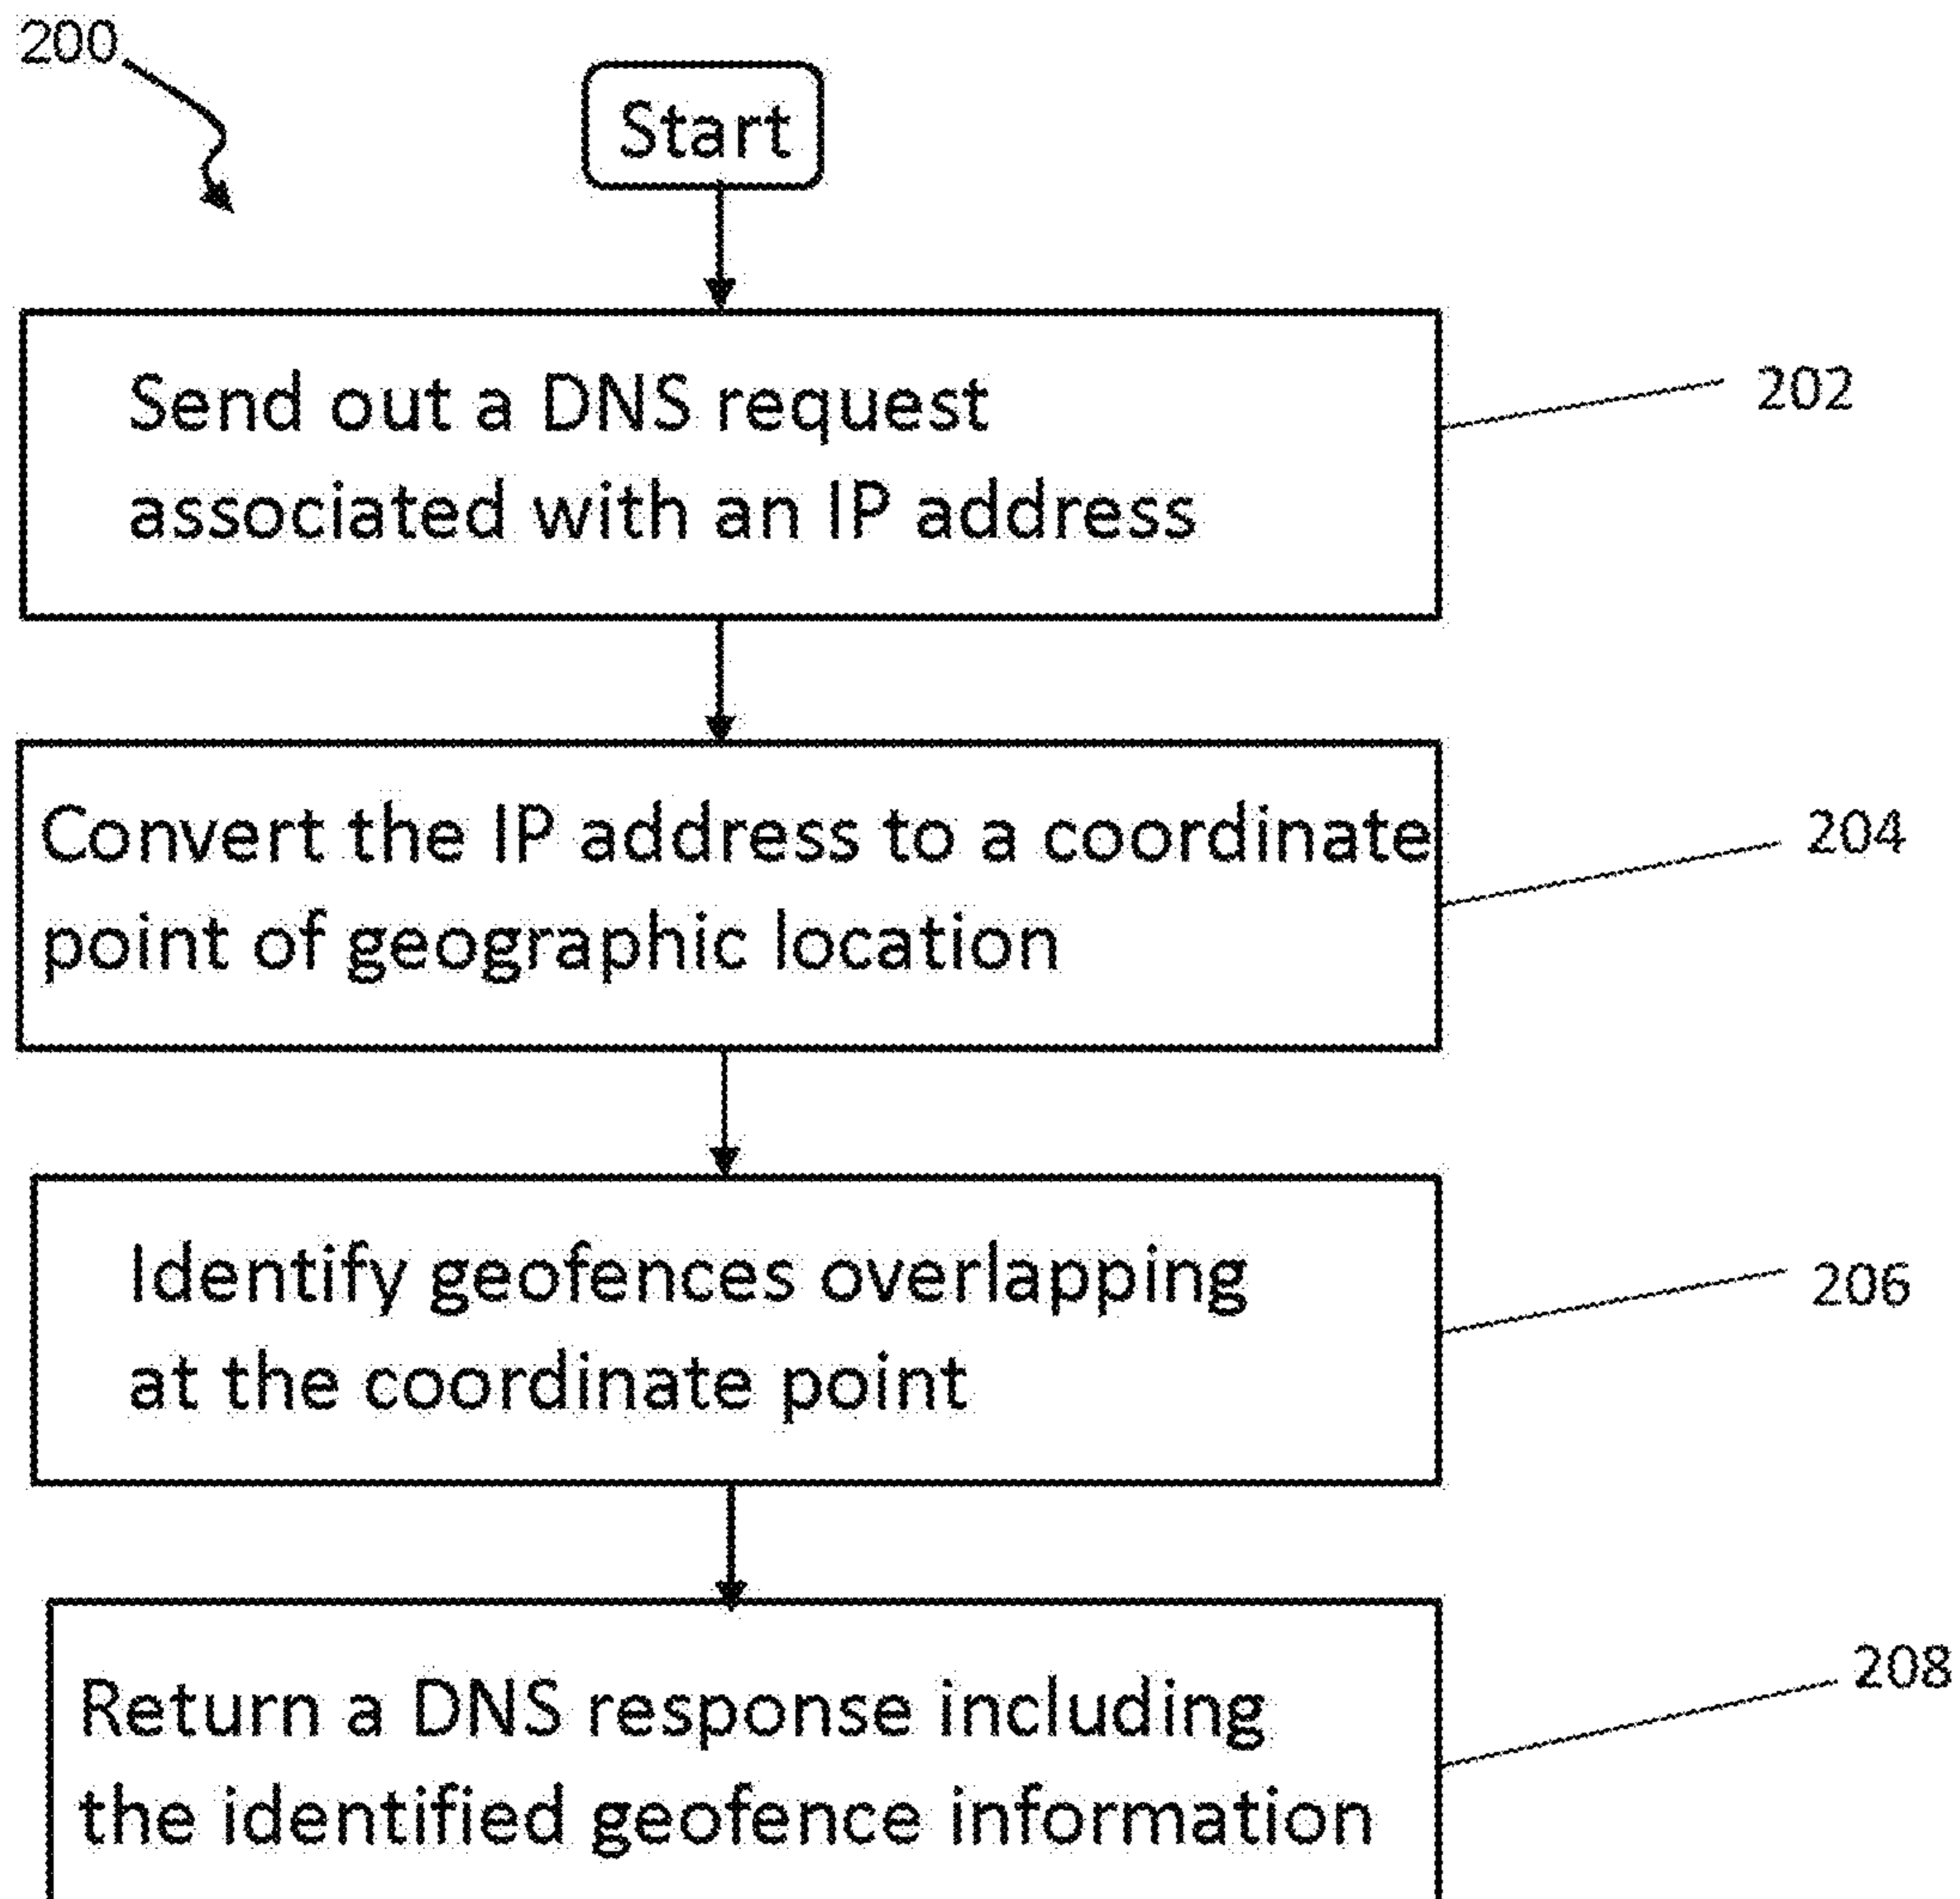 200
Start
Send out a DNS request
associated with an IP address
202
Convert the IP address to a coordinate
point of geographic location
204
Identify geofences overlapping
at the coordinate point
206
Return a DNS response including
the identified geofence information
208